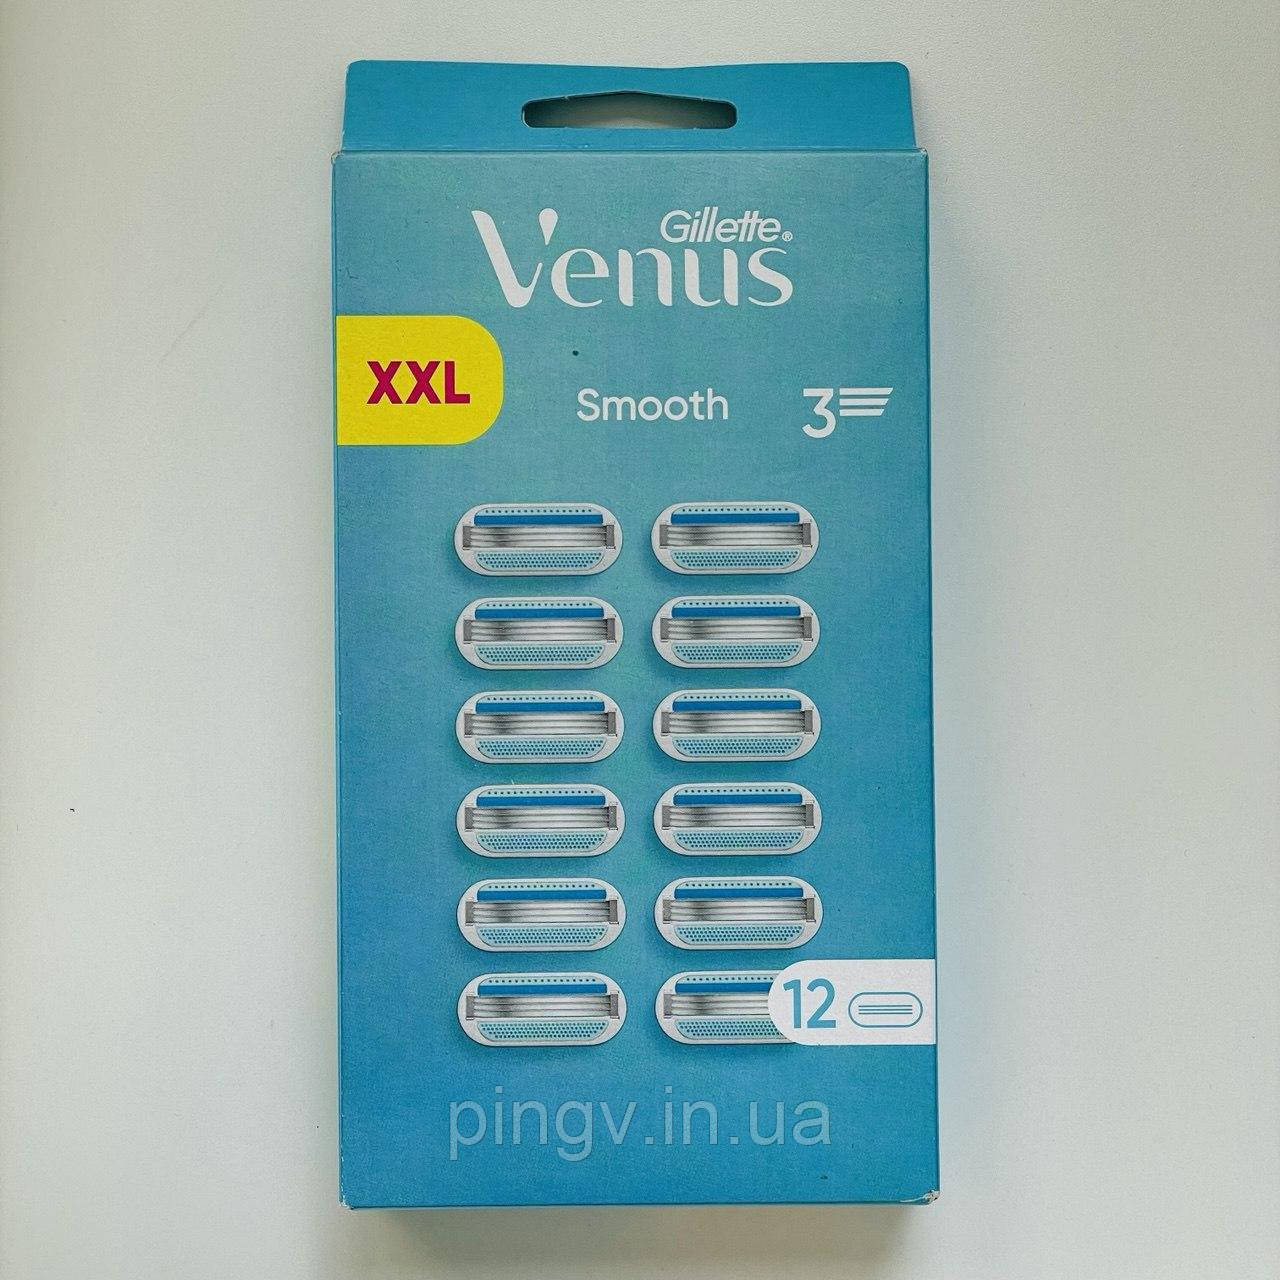 Gillette®
Venus
XXL
Smooth
3
12
pingv.in.ua